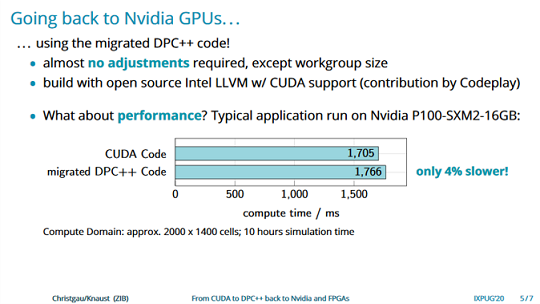 Going back to Nvidia GPUs...
... using the migrated DPC++ code!
• almost no adjustments required, except workgroup size
• build with open source Intel LLVM w/ CUDA support (contribution by Codeplay)
• What about performance? Typical application run on Nvidia P100-SXM2-16GB:
CUDA Code 1,705
migrated DPC++ Code 1,766 only 4% slower!
0 500 1,000 1,500
compute time / ms
Compute Domain: approx. 2000 x 1400 cells; 10 hours simulation time
Christgau/Knaust (ZIB) From CUDA to DPC++ back to Nvidia and FPGAs IXPUG'20 5/7